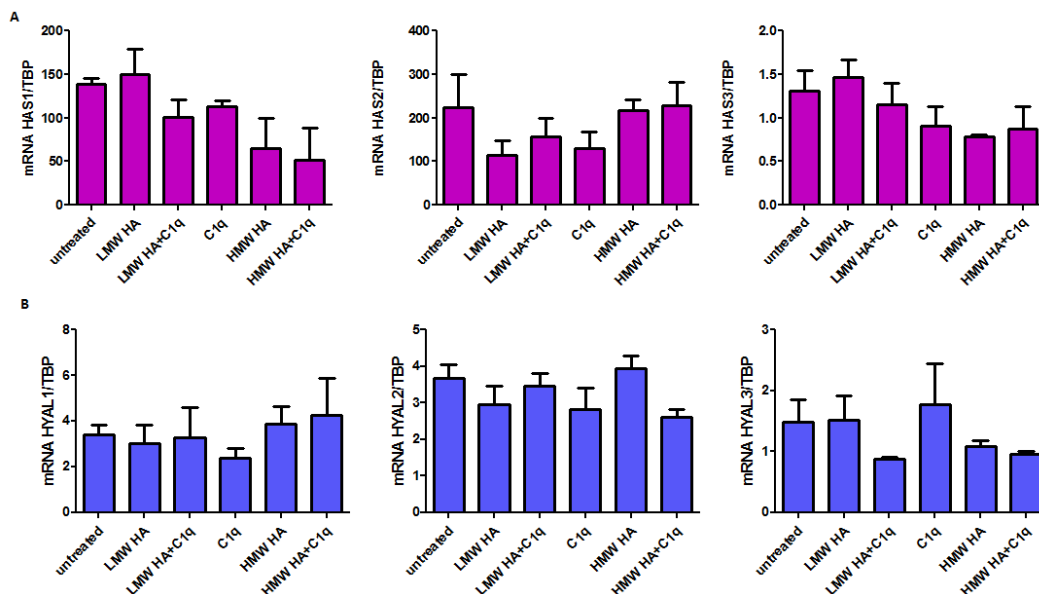 A
mRNA HAS1/TBP
200
150
100
50
0
untreated
LMW HA
LMW HA+C1q
C1q
HMW HA
HMW HA+C1q
mRNA HAS2/TBP
400
300
200
100
0
untreated
LMW HA
LMW HA+C1q
C1q
HMW HA
HMW HA+C1q
mRNA HAS3/TBP
2.0
1.5
1.0
0.5
0.0
untreated
LMW HA
LMW HA+C1q
C1q
HMW HA
HMW HA+C1q
B
mRNA HYAL1/TBP
8
6
4
2
0
untreated
LMW HA
LMW HA+C1q
C1q
HMW HA
HMW HA+C1q
mRNA HYAL2/TBP
5
4
3
2
1
0
untreated
LMW HA
LMW HA+C1q
C1q
HMW HA
HMW HA+C1q
mRNA HYAL3/TBP
3
2
1
0
untreated
LMW HA
LMW HA+C1q
C1q
HMW HA
HMW HA+C1q